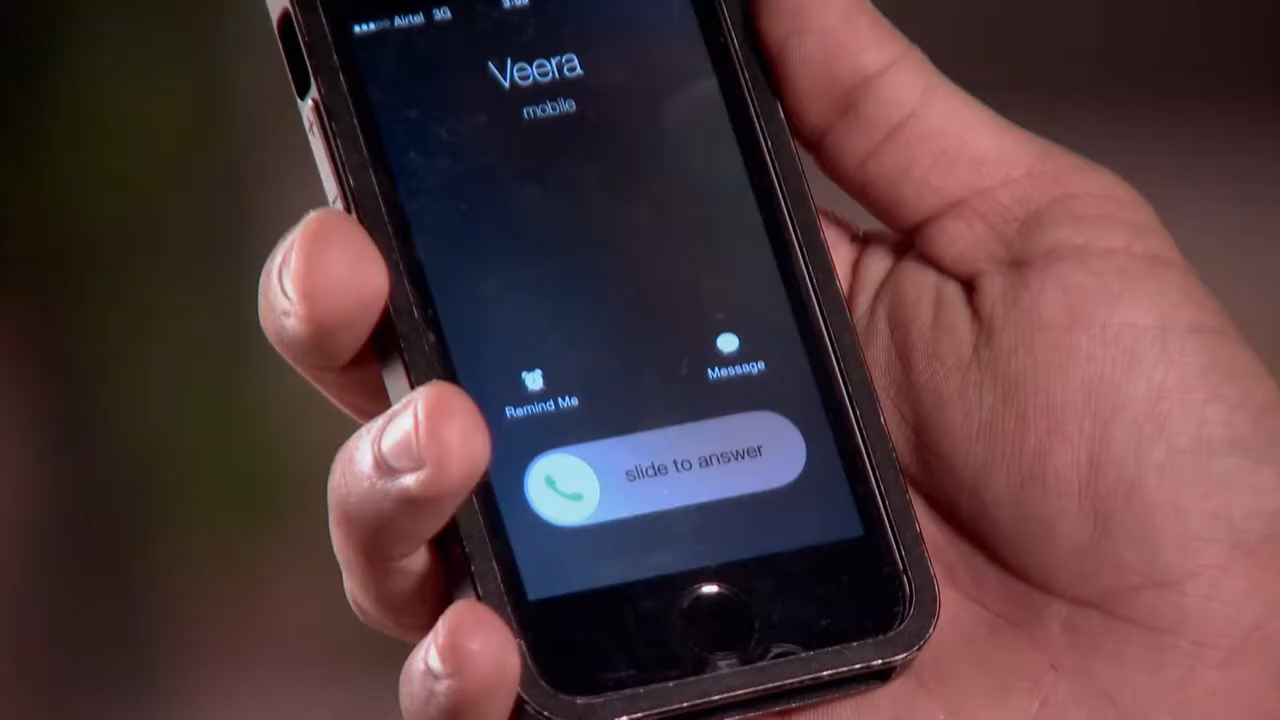 Airtel 3G
Veera
mobile
Message
Remind Me
slide to answer